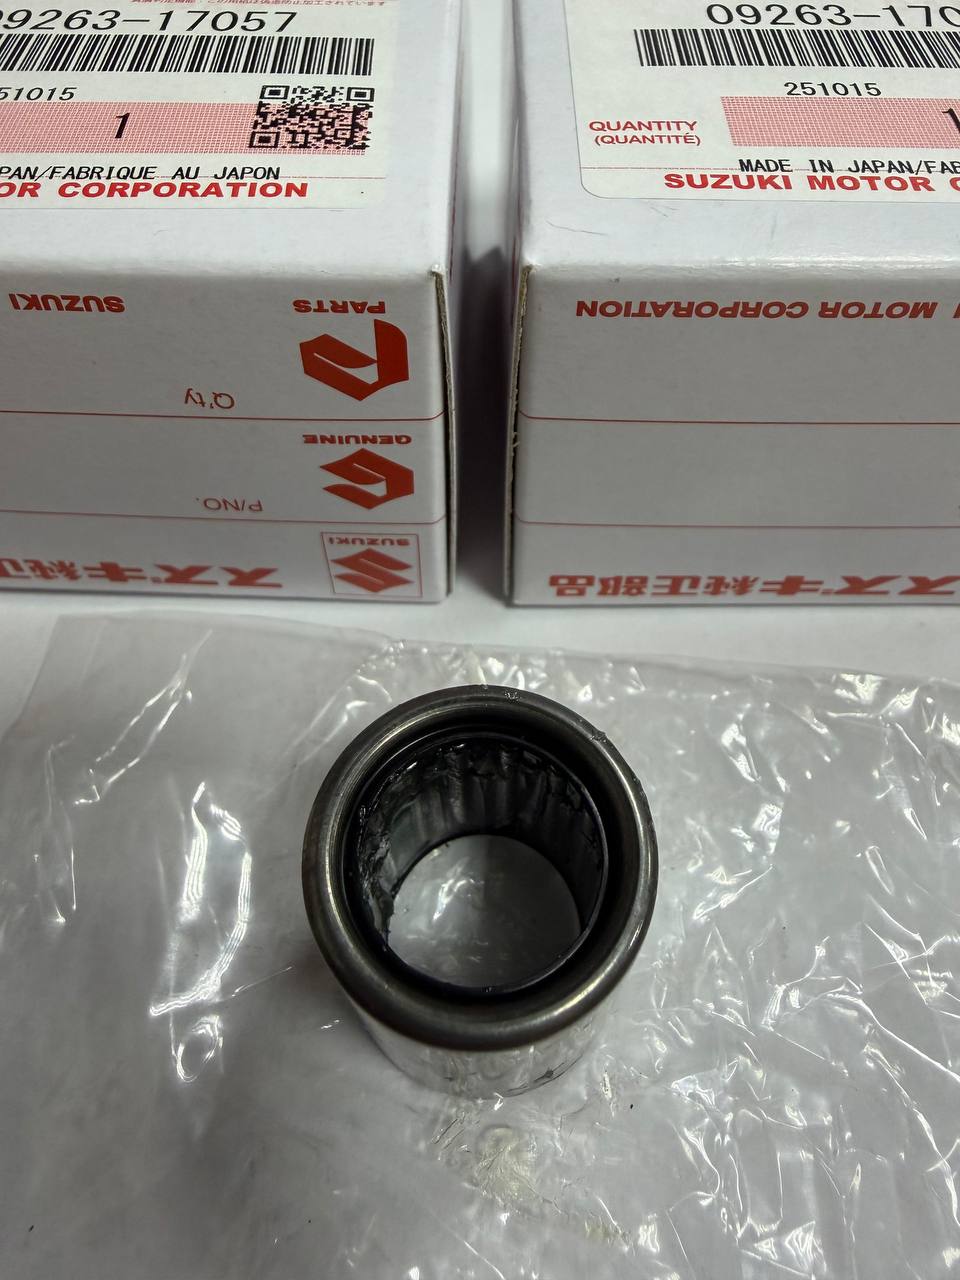 09263-17057
251015
1
PAN/FABRIQUE AU JAPON
OR CORPORATION
SUZUKI
PARTS
Q'ty
GENUINE
P/NO.
SUZUKI
スズキ純正
09263-170
251015
QUANTITY
(QUANTITÉ)
1
MADE IN JAPAN/FAB
SUZUKI MOTOR C
MOTOR CORPORATION
スズキ純正部品